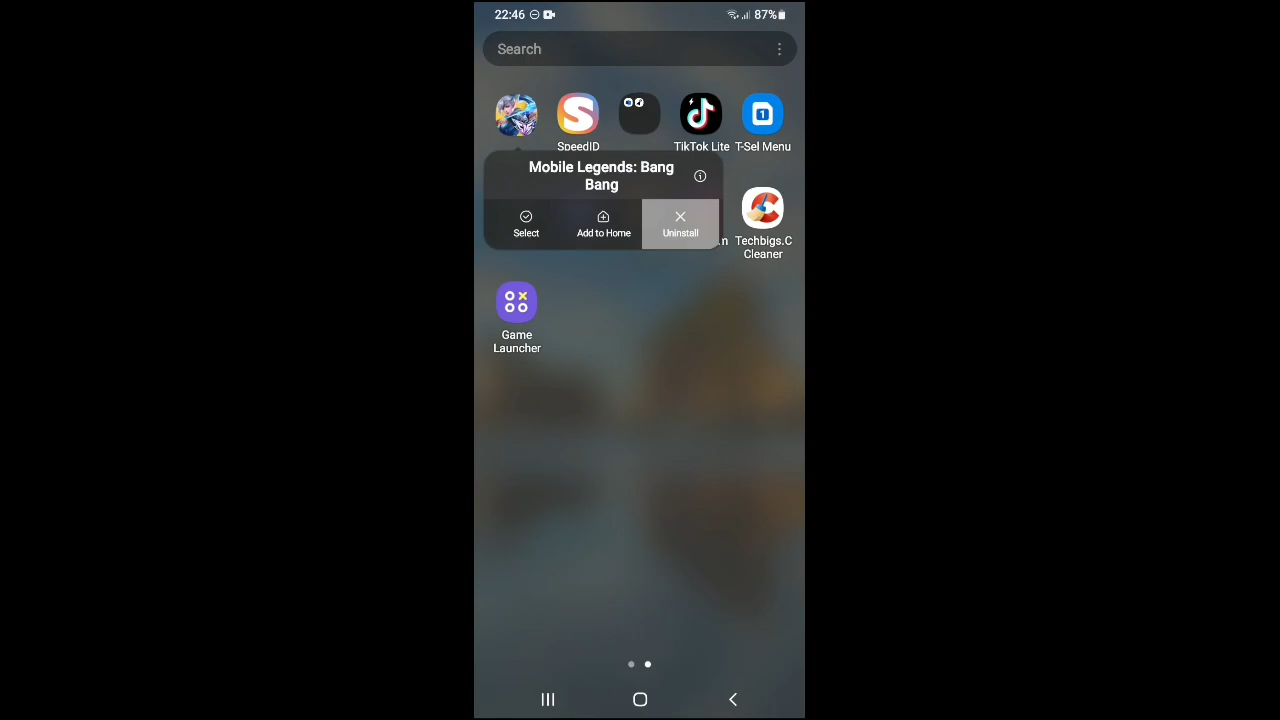 22:46
87%
Search
SpeedID
TikTok Lite
T-Sel Menu
Mobile Legends: Bang
Bang
Select
Add to Home
Uninstall
Techbigs.C
Cleaner
Game
Launcher